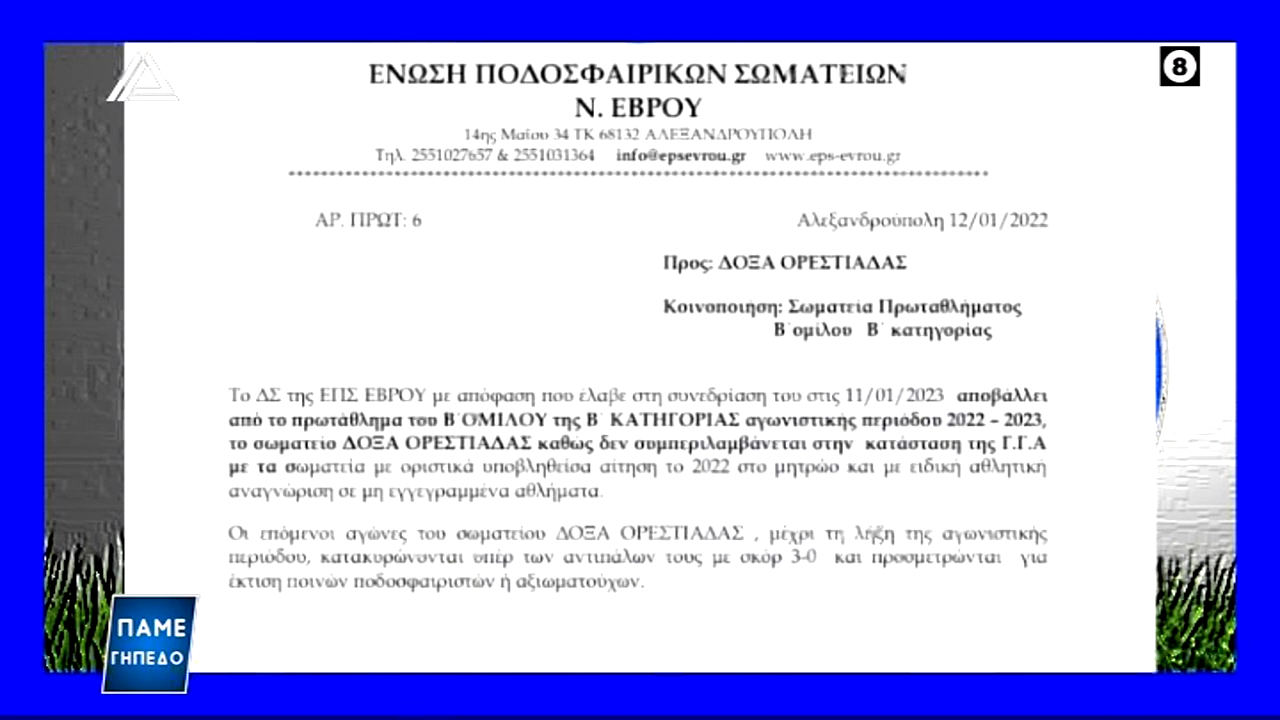 8
ΕΝΩΣΗ ΠΟΔΟΣΦΑΙΡΙΚΩΝ ΣΩΜΑΤΕΙΩΝ
Ν. ΕΒΡΟΥ
14ης Μαΐου 34 ΤΚ 68132 ΑΛΕΞΑΝΔΡΟΥΠΟΛΗ
Τηλ. 2551027657 & 2551031364 info@epsevrou.gr www.eps-evrou.gr
ΑΡ. ΠΡΩΤ: 6 Αλεξανδρούπολη 12/01/2022
Προς: ΔΟΞΑ ΟΡΕΣΤΙΑΔΑΣ
Κοινοποιήση: Σωματεία Πρωταθλήματος
Β΄ομίλου Β΄ κατηγορίας
Το ΔΣ της ΕΠΣ ΕΒΡΟΥ με απόφαση που έλαβε στη συνεδρίαση του στις 11/01/2023 αποβάλλει
από το πρωτάθλημα του Β΄ΟΜΙΛΟΥ της Β΄ ΚΑΤΗΓΟΡΙΑΣ αγωνιστικής περιόδου 2022 – 2023,
το σωματείο ΔΟΞΑ ΟΡΕΣΤΙΑΔΑΣ καθώς δεν συμπεριλαμβάνεται στην κατάσταση της Γ.Γ.Α
με τα σωματεία με οριστικά υποβληθείσα αίτηση το 2022 στο μητρώο και με ειδική αθλητική
αναγνώριση σε μη εγγεγραμμένα αθλήματα.
Οι επόμενοι αγώνες του σωματείου ΔΟΞΑ ΟΡΕΣΤΙΑΔΑΣ , μέχρι τη λήξη της αγωνιστικής
περιόδου, κατακυρώνονται υπέρ των αντιπάλων τους με σκόρ 3-0 και προσμετρώνται για
έκτιση ποινών ποδοσφαιριστών ή αξιωματούχων.
ΠΑΜΕ
ΓΗΠΕΔΟ